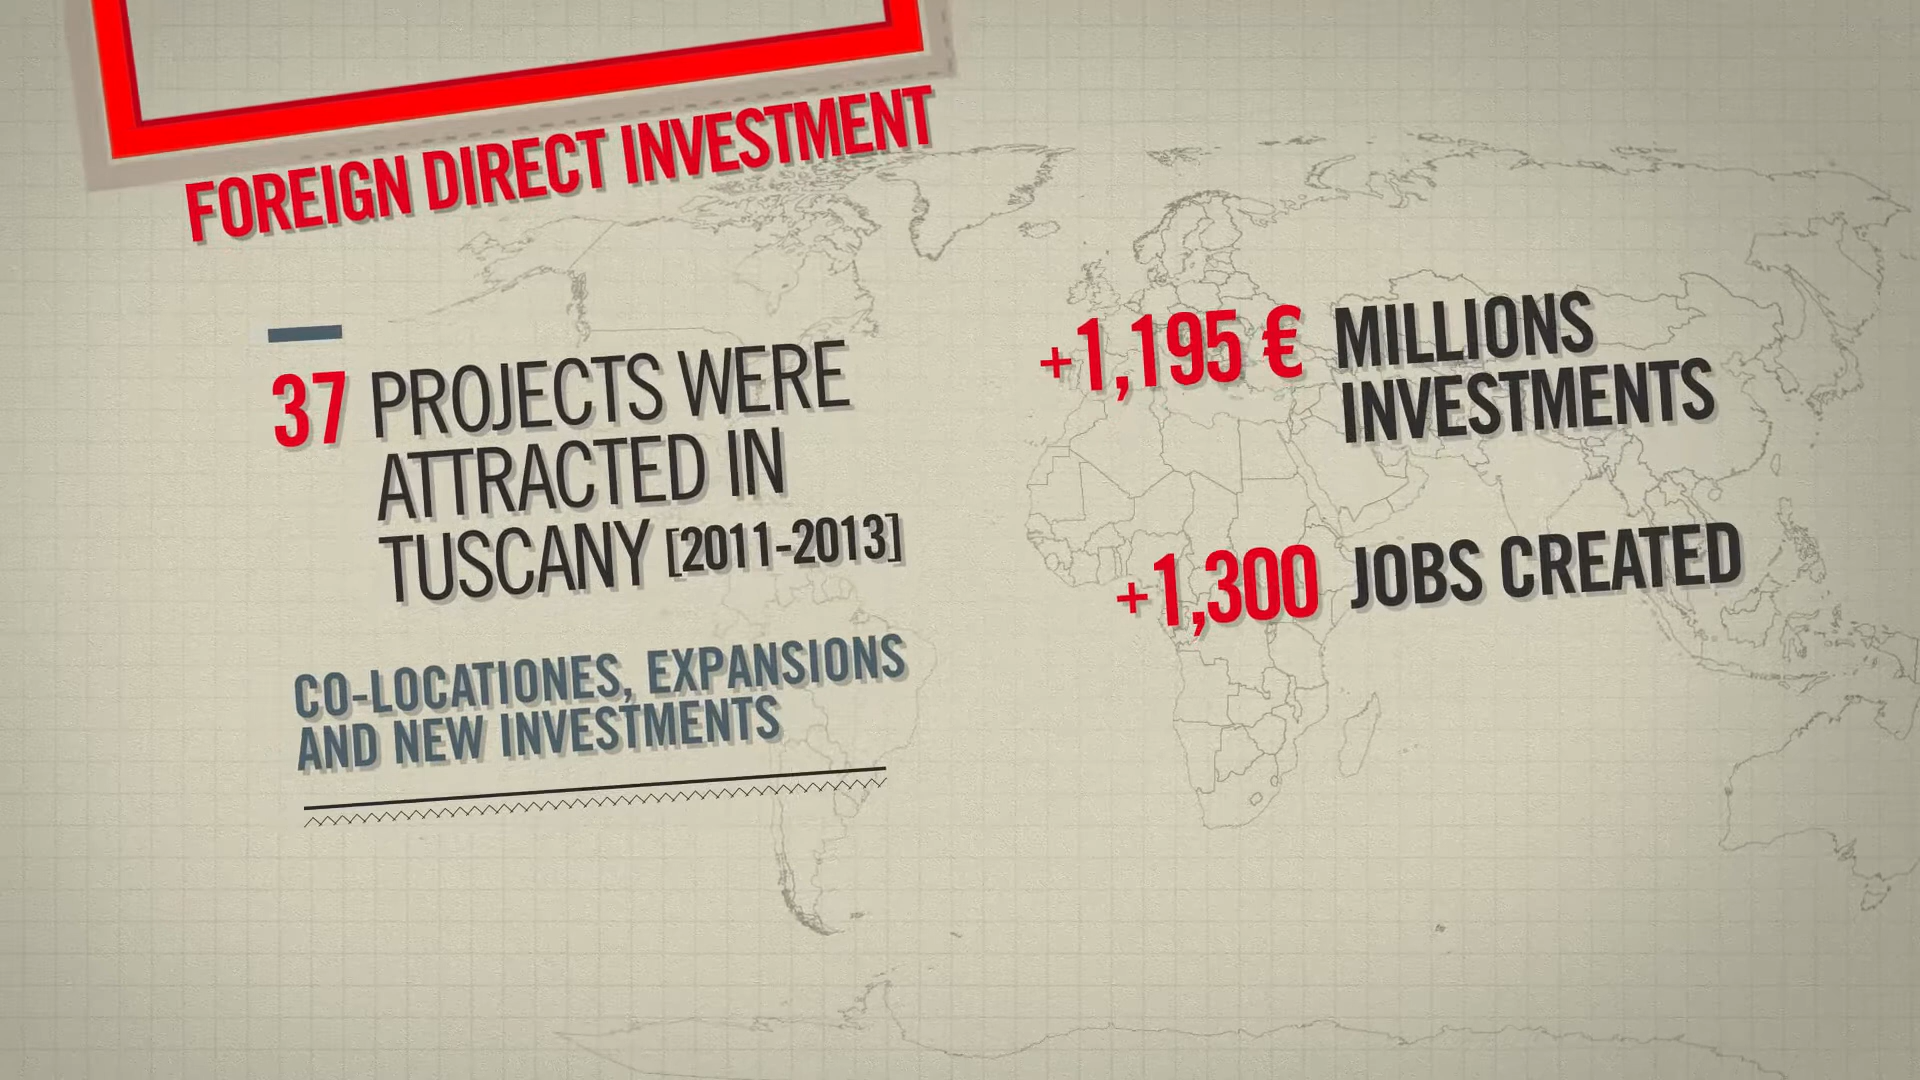 FOREIGN DIRECT INVESTMENT
37 PROJECTS WERE
ATTRACTED IN
TUSCANY [2011-2013]
CO-LOCATIONES, EXPANSIONS
AND NEW INVESTMENTS
+1,195 € MILLIONS
INVESTMENTS
+1,300 JOBS CREATED